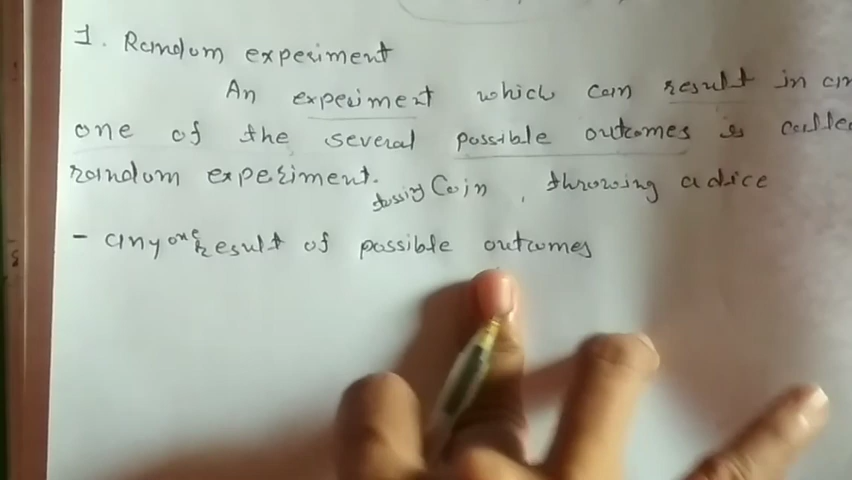 1. Random experiment
An experiment which can result in an
one of the several possible outcomes is called
random experiment. tossing Coin, throwing a dice
- any one result of possible outcomes